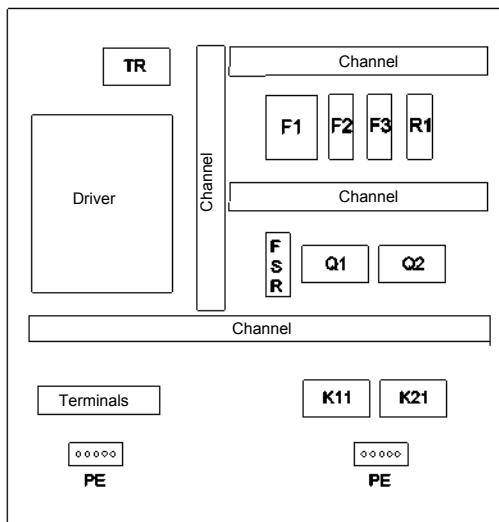 TR
Channel
F1 F2 F3 R1
Driver
Channel
Channel
F
S
R
Q1 Q2
Channel
Terminals
K11 K21
PE PE